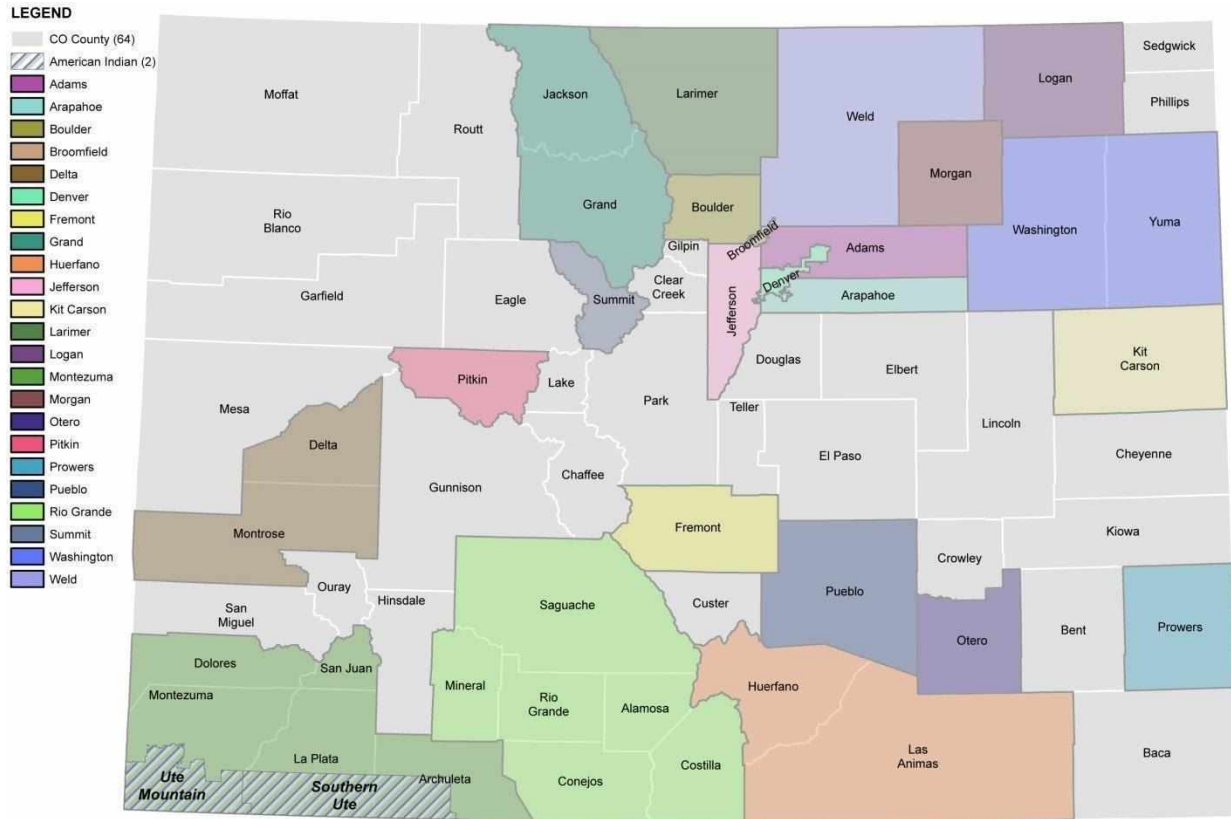 LEGEND
CO County (64)
American Indian (2)
Adams
Arapahoe
Boulder
Broomfield
Delta
Denver
Fremont
Grand
Huerfano
Jefferson
Kit Carson
Larimer
Logan
Montezuma
Morgan
Otero
Pitkin
Prowers
Pueblo
Rio Grande
Summit
Washington
Weld
Moffat
Routt
Jackson
Larimer
Weld
Logan
Sedgwick
Phillips
Rio
Blanco
Grand
Boulder
Morgan
Washington
Yuma
Garfield
Eagle
Summit
Gilpin
Clear
Creek
Jefferson
Broomfield
Adams
Denver
Arapahoe
Mesa
Pitkin
Lake
Park
Douglas
Teller
Elbert
Lincoln
Kit
Carson
Delta
Gunnison
Chaffee
El Paso
Cheyenne
Montrose
Fremont
Crowley
Kiowa
Ouray
San
Miguel
Hinsdale
Saguache
Custer
Pueblo
Otero
Bent
Prowers
Dolores
San Juan
Montezuma
Mineral
Rio
Grande
Alamosa
Huerfano
La Plata
Archuleta
Conejos
Costilla
Las
Animas
Baca
Ute
Mountain
Southern
Ute